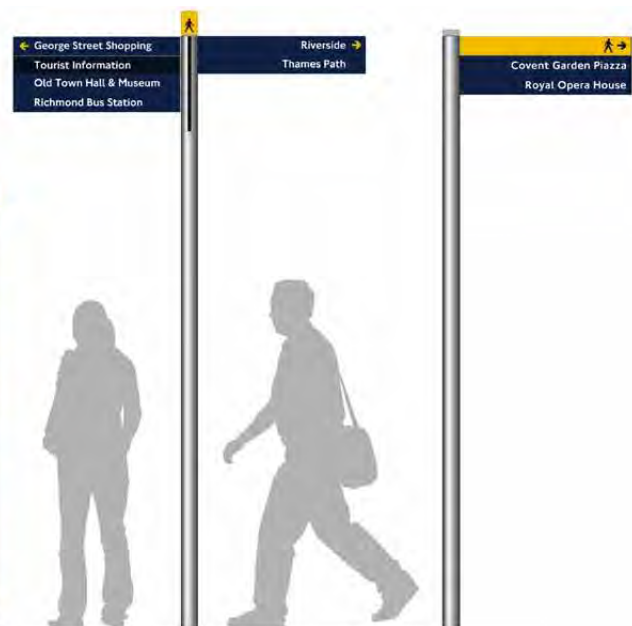 George Street Shopping
Tourist Information
Old Town Hall & Museum
Richmond Bus Station
Riverside
Thames Path
Covent Garden Piazza
Royal Opera House